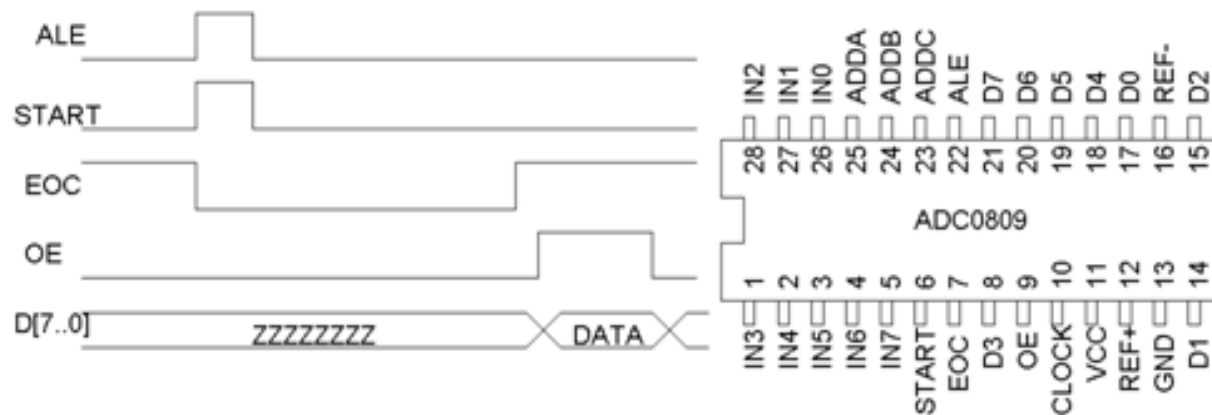 ALE
START
EOC
OE
D[7..0]
ZZZZZZZZ
DATA
IN2 IN1 IN0 ADDA ADDB ADDC ALE D7 D6 D5 D4 D0 REF- D2
28 27 26 25 24 23 22 21 20 19 18 17 16 15
ADC0809
1 2 3 4 5 6 7 8 9 10 11 12 13 14
IN3 IN4 IN5 IN6 IN7 START EOC D3 OE CLOCK VCC REF+ GND D1